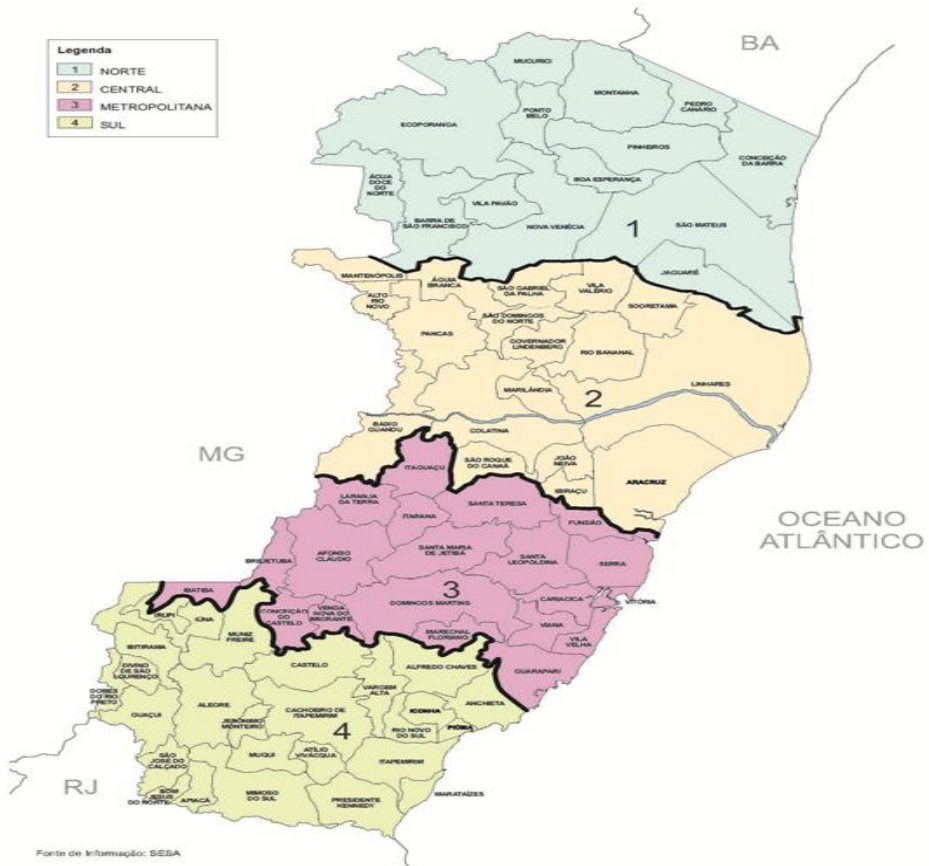 BA
Legenda
1 NORTE
2 CENTRAL
3 METROPOLITANA
4 SUL
MUCURICI
MONTANHA
PEDRO
CANÁRIO
PONTO
BELO
ECOPORANGA
PINHEIROS
CONCEIÇÃO
DA BARRA
ÁGUA
DOCE DO
NORTE
BOA ESPERANÇA
VILA PAVÃO
BARRA DE
SÃO FRANCISCO
NOVA VENÉCIA
1
SÃO MATEUS
JAGUARÉ
MANTENÓPOLIS
ÁGUIA
BRANCA
SÃO GABRIEL
DA PALHA
VILA
VALÉRIO
SOORETAMA
ALTO
RIO
NOVO
SÃO DOMINGOS
DO NORTE
PANCAS
GOVERNADOR
LINDENBERG
RIO BANANAL
MARILÂNDIA
LINHARES
2
BAIXO
GUANDU
COLATINA
MG
SÃO ROQUE
DO CANAÃ
JOÃO
NEIVA
ITAGUAÇU
IBIRAÇU
ARACRUZ
LARANJA
DA TERRA
SANTA TERESA
ITARANA
FUNDÃO
OCEANO
ATLÂNTICO
AFONSO
CLÁUDIO
SANTA MARIA
DE JETIBÁ
SANTA
LEOPOLDINA
SERRA
BREJETUBA
IBATIBA
3
CARIACICA
VITÓRIA
DOMINGOS MARTINS
CONCEIÇÃO
DO
CASTELO
VENDA
NOVA DO
IMIGRANTE
IRUPI
IÚNA
VIANA
MARECHAL
FLORIANO
VILA
VELHA
MUNIZ
FREIRE
IBITIRAMA
GUARAPARI
CASTELO
ALFREDO CHAVES
DIVINO
DE SÃO
LOURENÇO
DORES
DO RIO
PRETO
VARGEM
ALTA
ANCHIETA
ALEGRE
CACHOEIRO DE
ITAPEMIRIM
ICONHA
GUAÇUÍ
JERÔNIMO
MONTEIRO
4
RIO NOVO
DO SUL
PIÚMA
SÃO
JOSÉ DO
CALÇADO
MUQUI
ATÍLIO
VIVÁCQUA
ITAPEMIRIM
RJ
BOM
JESUS
DO NORTE
APIACÁ
MIMOSO
DO SUL
PRESIDENTE
KENNEDY
MARATAÍZES
Fonte de Informação: SESA